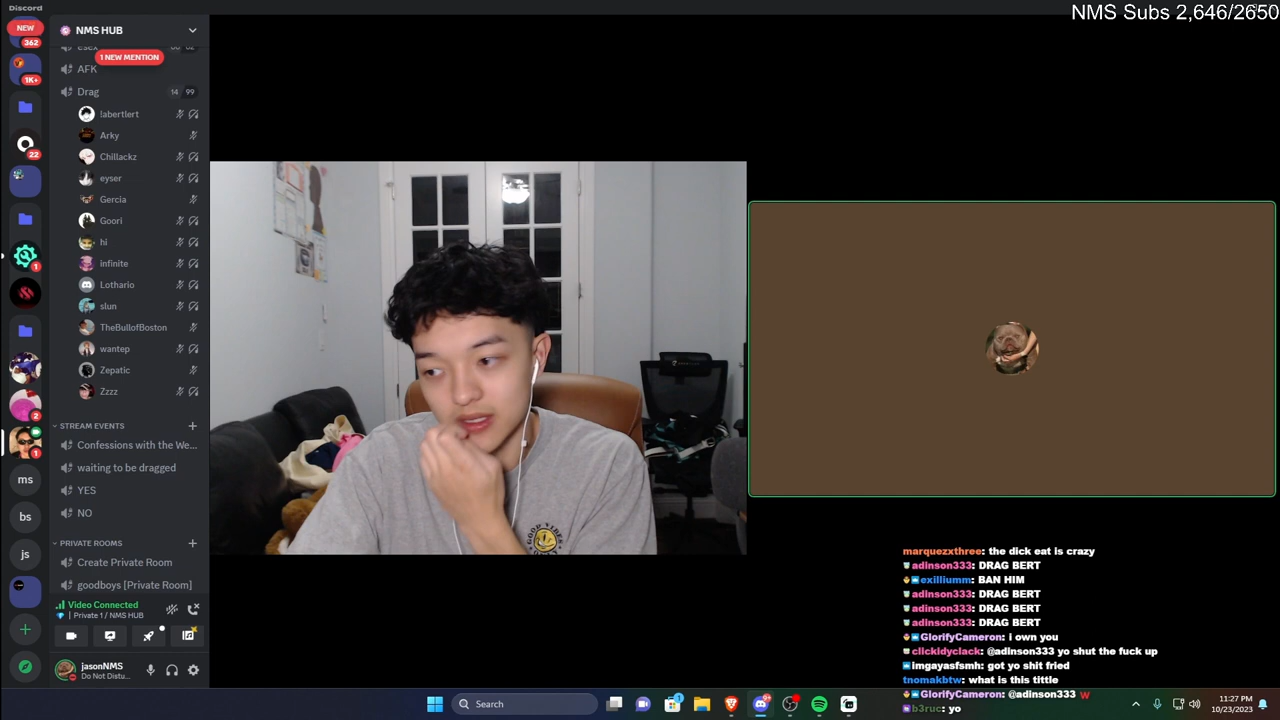 Discord
NMS Subs 2,646/2650
NEW
362
1K+
22
1
2
1
ms
bs
js
NMS HUB
1 NEW MENTION
AFK
Drag 14 99
!abertlert
Arky
Chillackz
eyser
Gercia
Goori
hi
infinite
Lothario
slun
TheBullofBoston
wantep
Zepatic
Zzzz
STREAM EVENTS
Confessions with the We...
waiting to be dragged
YES
NO
PRIVATE ROOMS
Create Private Room
goodboys [Private Room]
Video Connected
| Private 1 / NMS HUB
jasonNMS
Do Not Distu...
GOOD VIBES
marquezxthree: the dick eat is crazy
adinson333: DRAG BERT
exilliumm: BAN HIM
adinson333: DRAG BERT
adinson333: DRAG BERT
adinson333: DRAG BERT
GlorifyCameron: i own you
clickidyclack: @adinson333 yo shut the fuck up
imgayasfsmh: got yo shit fried
tnomakbtw: what is this tittle
GlorifyCameron: @adinson333 W
b3ruc: yo
Search
11:27 PM
10/23/2023